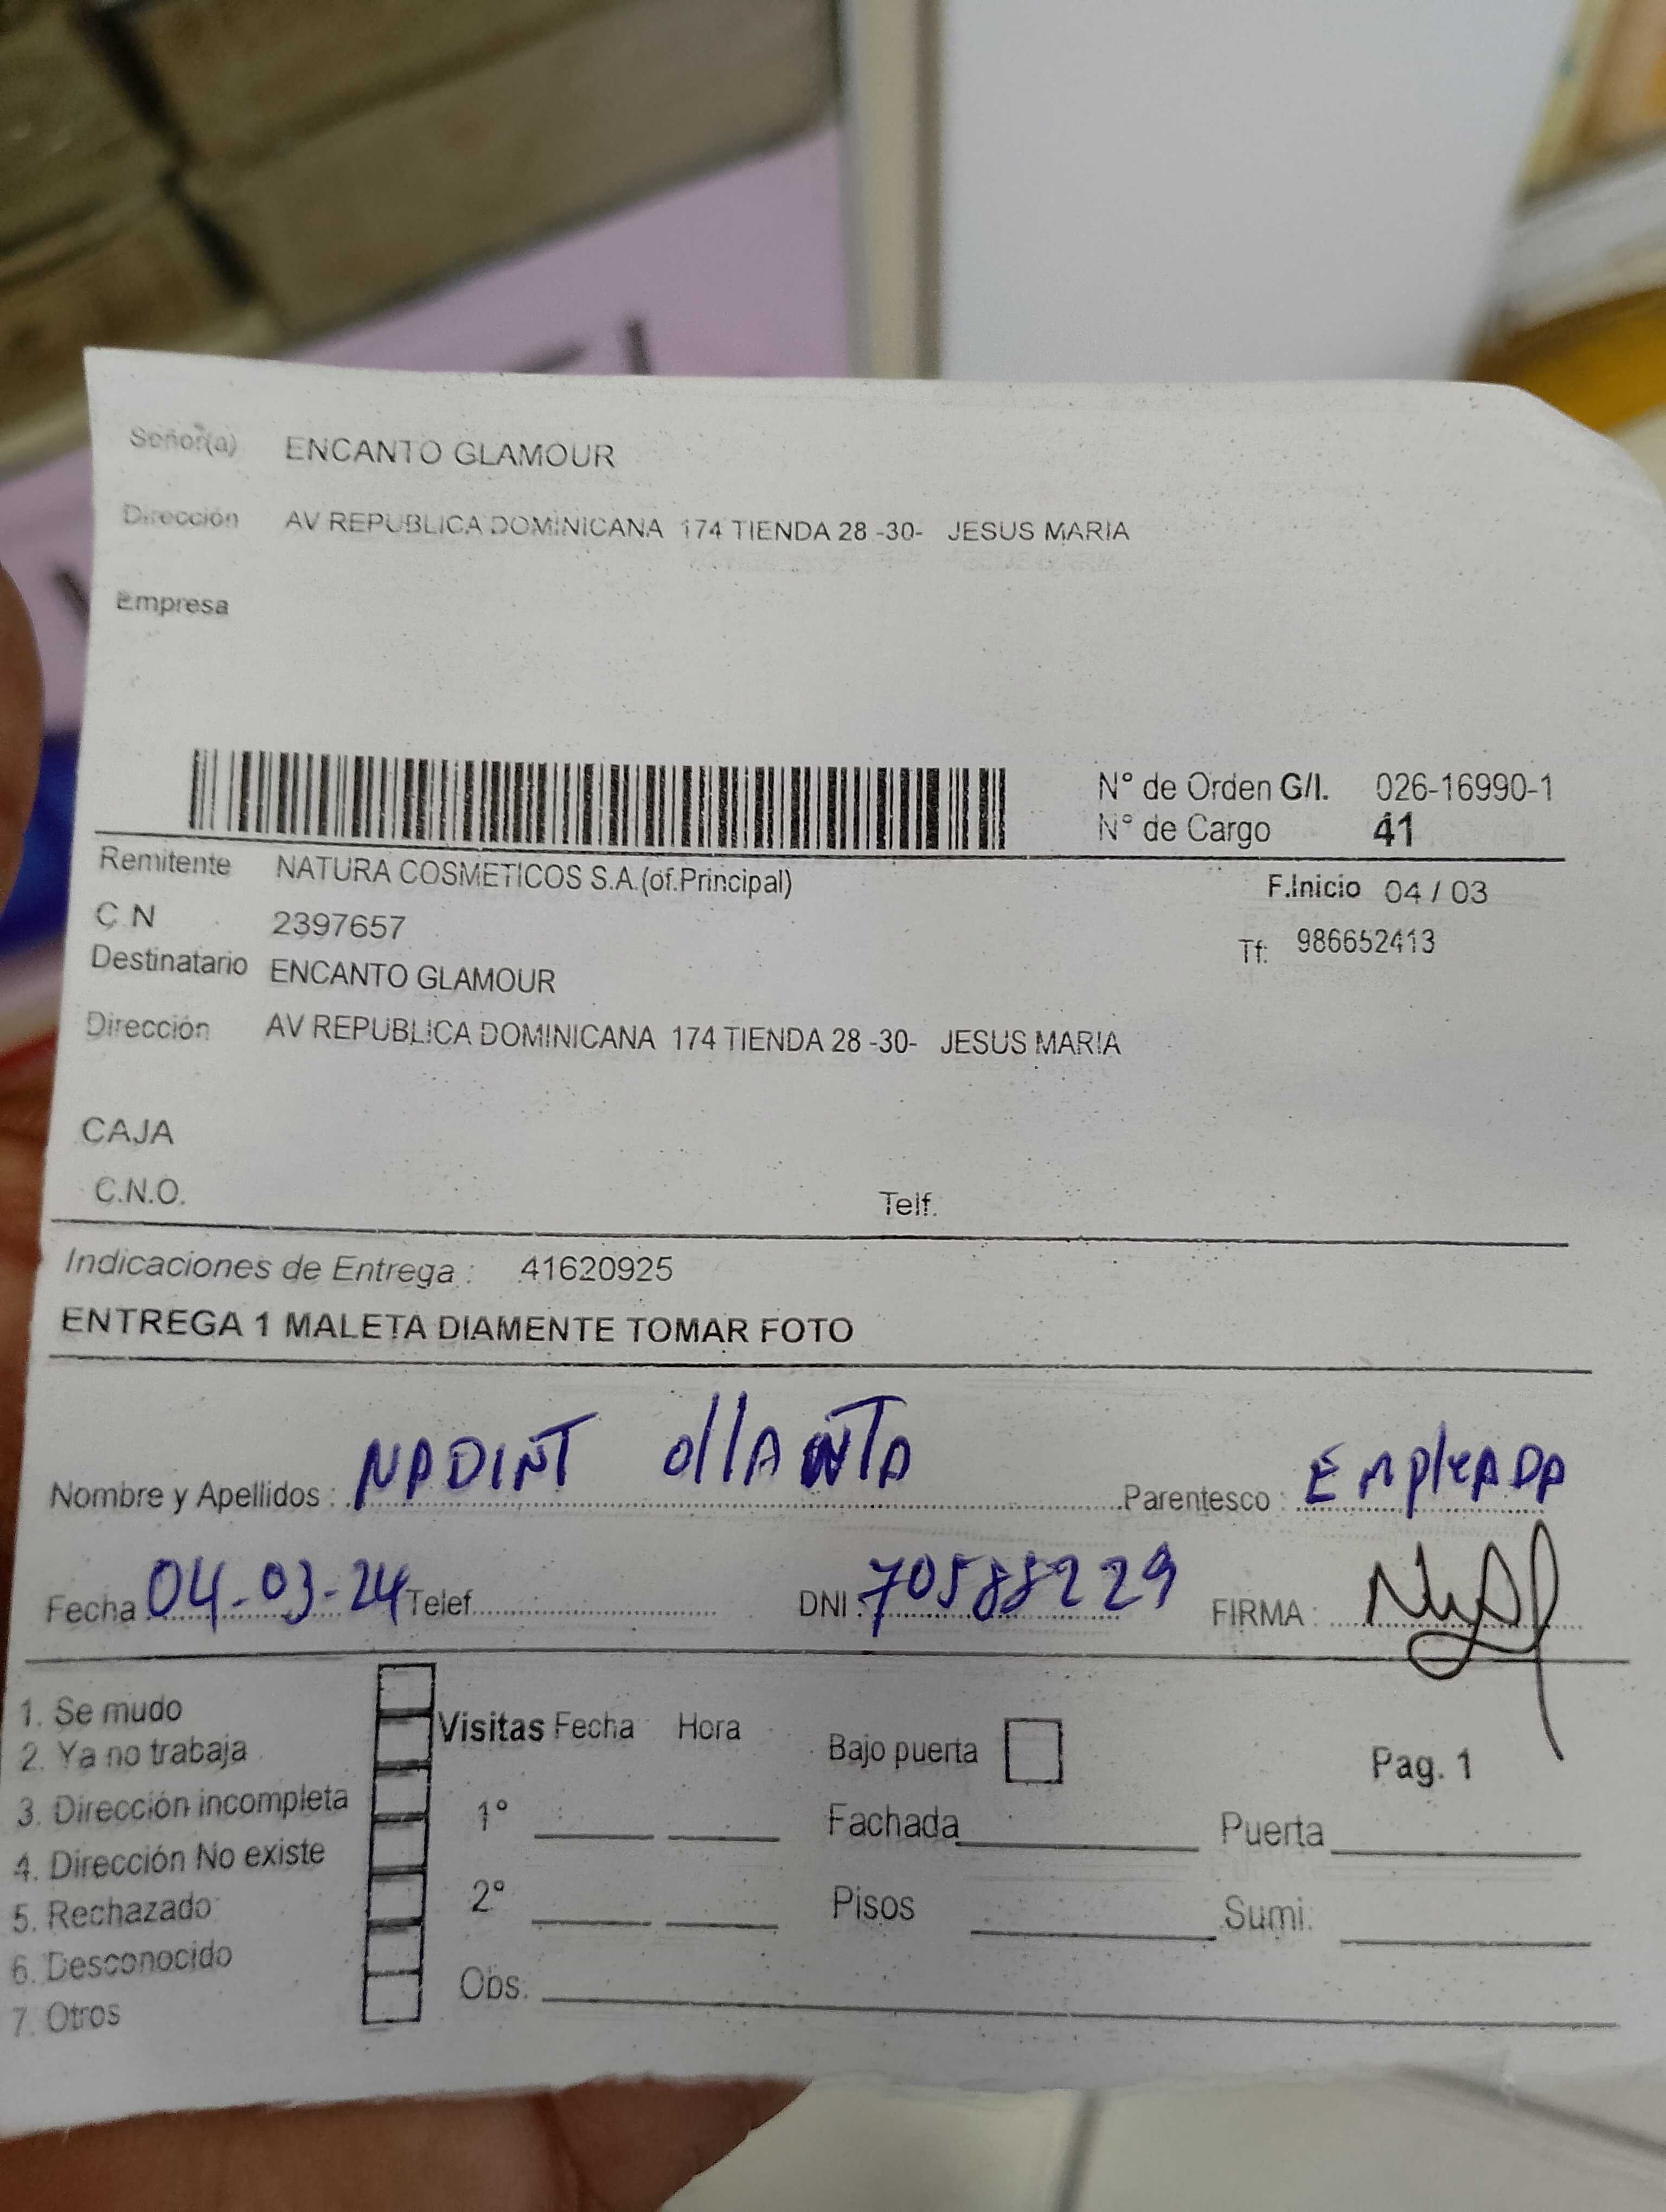 Señor(a) ENCANTO GLAMOUR
Dirección AV REPUBLICA DOMINICANA 174 TIENDA 28 -30- JESUS MARIA
Empresa
N° de Orden G/I. 026-16990-1
N° de Cargo 41
Remitente NATURA COSMETICOS S.A.(of.Principal)
F.Inicio 04 / 03
C.N 2397657
Tf: 986652413
Destinatario ENCANTO GLAMOUR
Dirección AV REPUBLICA DOMINICANA 174 TIENDA 28 -30- JESUS MARIA
CAJA
C.N.O. Telf.
Indicaciones de Entrega : 41620925
ENTREGA 1 MALETA DIAMENTE TOMAR FOTO
Nombre y Apellidos : NADINT OllANTA Parentesco : EMPleADA
Fecha 04-03-24 Telef. DNI : 70588229 FIRMA :
1. Se mudo
2. Ya no trabaja
3. Dirección incompleta
4. Dirección No existe
5. Rechazado
6. Desconocido
7. Otros
Visitas Fecha Hora
1°
2°
Obs.
Bajo puerta
Pag. 1
Fachada Puerta
Pisos Sumi.